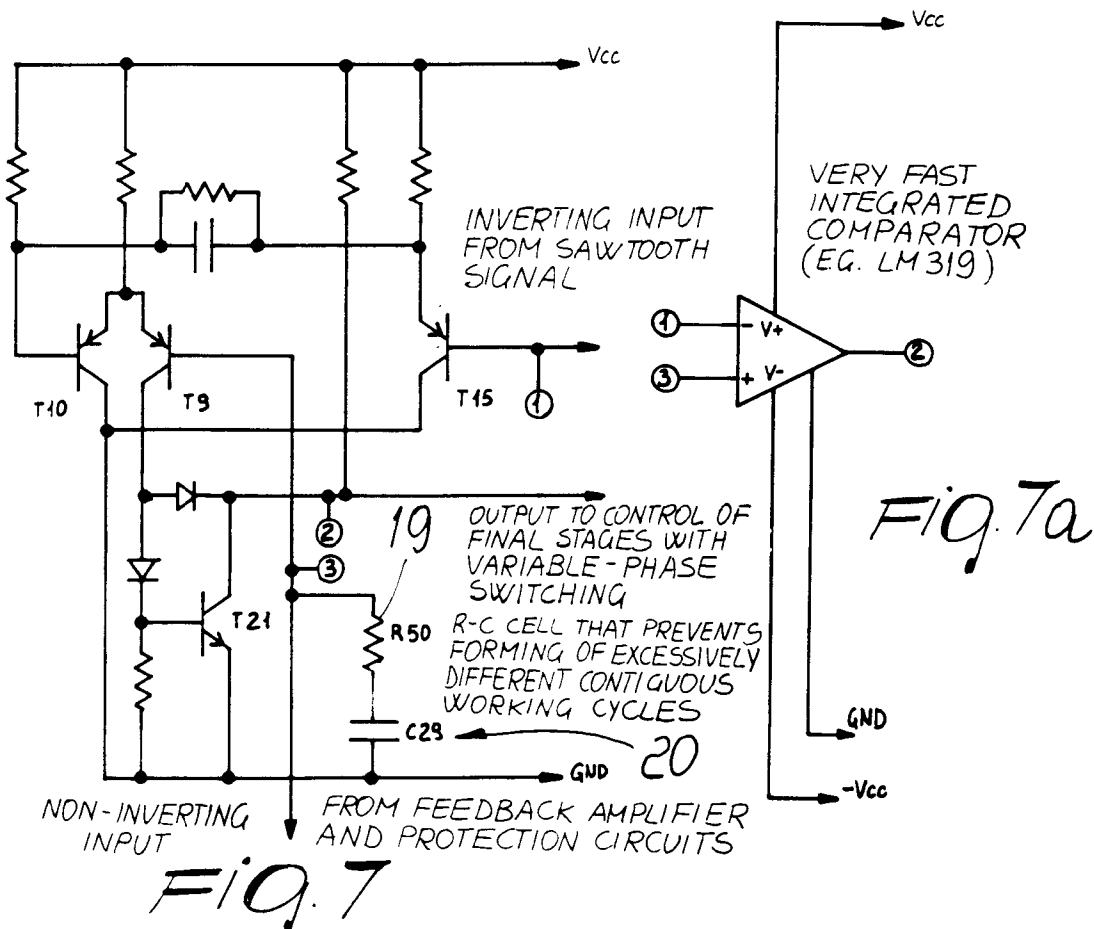 Vcc
INVERTING INPUT
FROM SAWTOOTH
SIGNAL
T10
T9
T15
1
2
3
19
OUTPUT TO CONTROL OF
FINAL STAGES WITH
VARIABLE-PHASE
SWITCHING
T21
R50
R-C CELL THAT PREVENTS
FORMING OF EXCESSIVELY
DIFFERENT CONTIGUOUS
WORKING CYCLES
C29
20
GND
NON-INVERTING
INPUT
FROM FEEDBACK AMPLIFIER
AND PROTECTION CIRCUITS
FIG. 7
Vcc
VERY FAST
INTEGRATED
COMPARATOR
(EG. LM319)
1
- V+
2
3
+ V-
GND
-Vcc
FIG. 7a